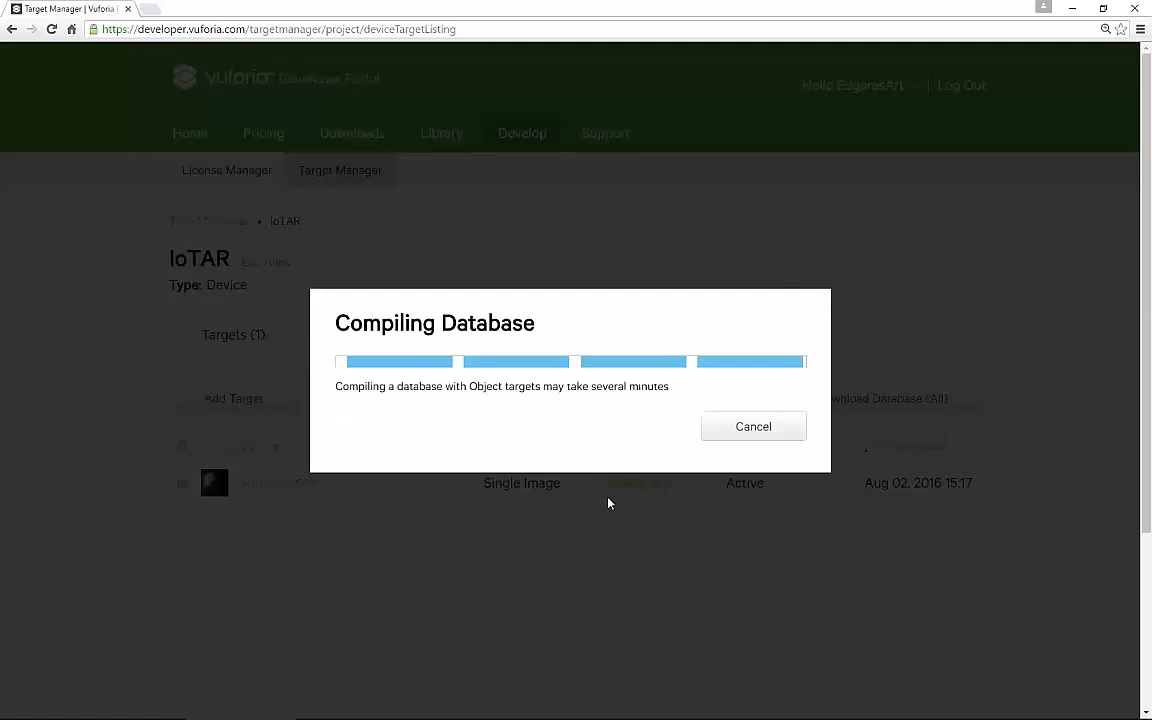 Target Manager | Vuforia
https://developer.vuforia.com/targetmanager/project/deviceTargetListing
vuforia Developer Portal
Hello EdgarasArt
Log Out
Home
Pricing
Downloads
Library
Develop
Support
License Manager
Target Manager
IoTAR
IoTAR
Type: Device
Targets (1)
Compiling Database
Compiling a database with Object targets may take several minutes
Cancel
Add Target
Database (All)
Single Image
Active
Aug 02, 2016 15:17